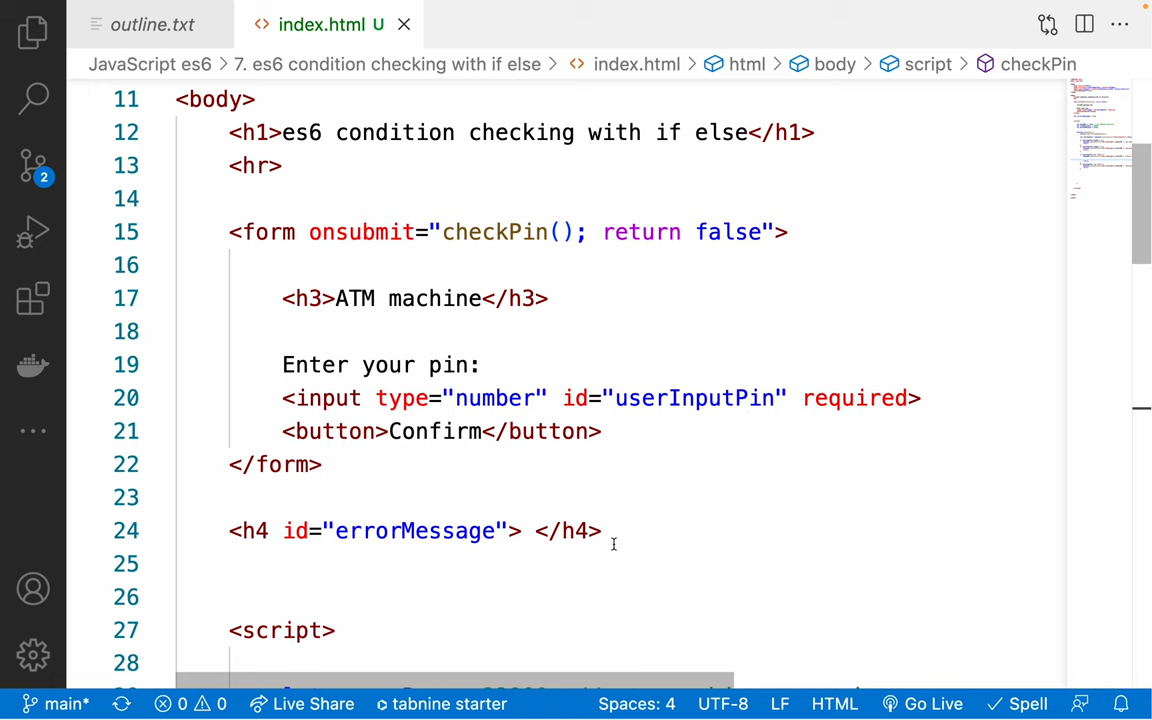 outline.txt
index.html U
JavaScript es6 > 7. es6 condition checking with if else > index.html > html > body > script > checkPin
11 <body>
12 <h1>es6 condition checking with if else</h1>
13 <hr>
14
15 <form onsubmit="checkPin(); return false">
16
17 <h3>ATM machine</h3>
18
19 Enter your pin:
20 <input type="number" id="userInputPin" required>
21 <button>Confirm</button>
22 </form>
23
24 <h4 id="errorMessage"> </h4>
25
26
27 <script>
28
2
main* 0 0 Live Share tabnine starter Spaces: 4 UTF-8 LF HTML Go Live Spell